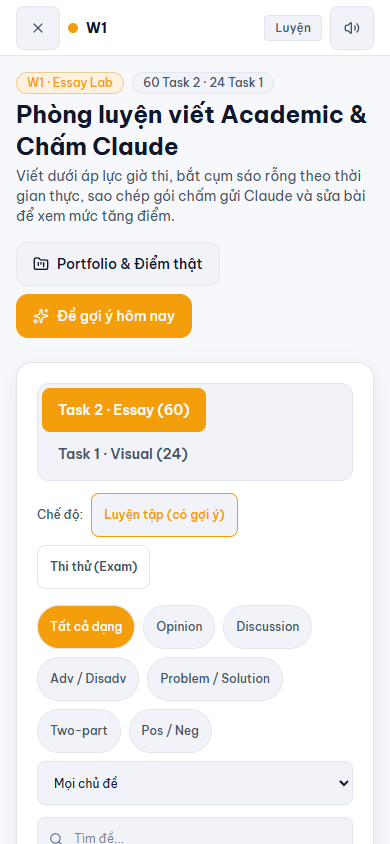 W1
Luyện
W1 · Essay Lab
60 Task 2 · 24 Task 1
Phòng luyện viết Academic &
Chấm Claude
Viết dưới áp lực giờ thi, bắt cụm sáo rỗng theo thời
gian thực, sao chép gói chấm gửi Claude và sửa bài
để xem mức tăng điểm.
Portfolio & Điểm thật
Đề gợi ý hôm nay
Task 2 · Essay (60)
Task 1 · Visual (24)
Chế độ:
Luyện tập (có gợi ý)
Thi thử (Exam)
Tất cả dạng
Opinion
Discussion
Adv / Disadv
Problem / Solution
Two-part
Pos / Neg
Mọi chủ đề
Tìm đề...